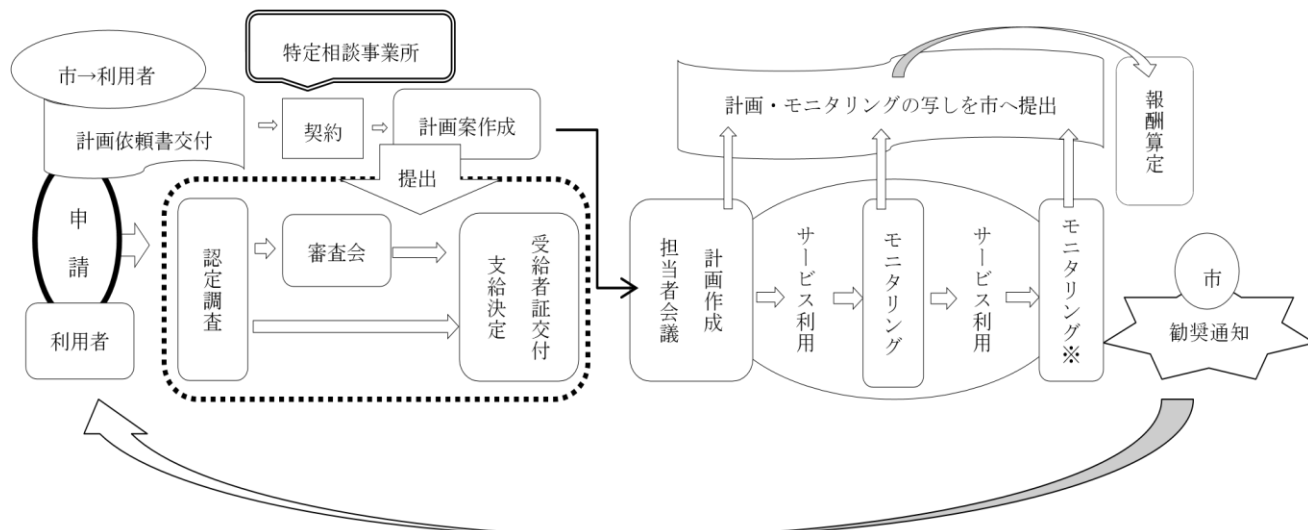 市→利用者
計画依頼書交付
特定相談事業所
契約
計画案作成
提出
申請
利用者
認定調査
審査会
受給者証交付
支給決定
計画・モニタリングの写しを市へ提出
報酬算定
計画作成
担当者会議
サービス利用
モニタリング
サービス利用
モニタリング※
市
勧奨通知